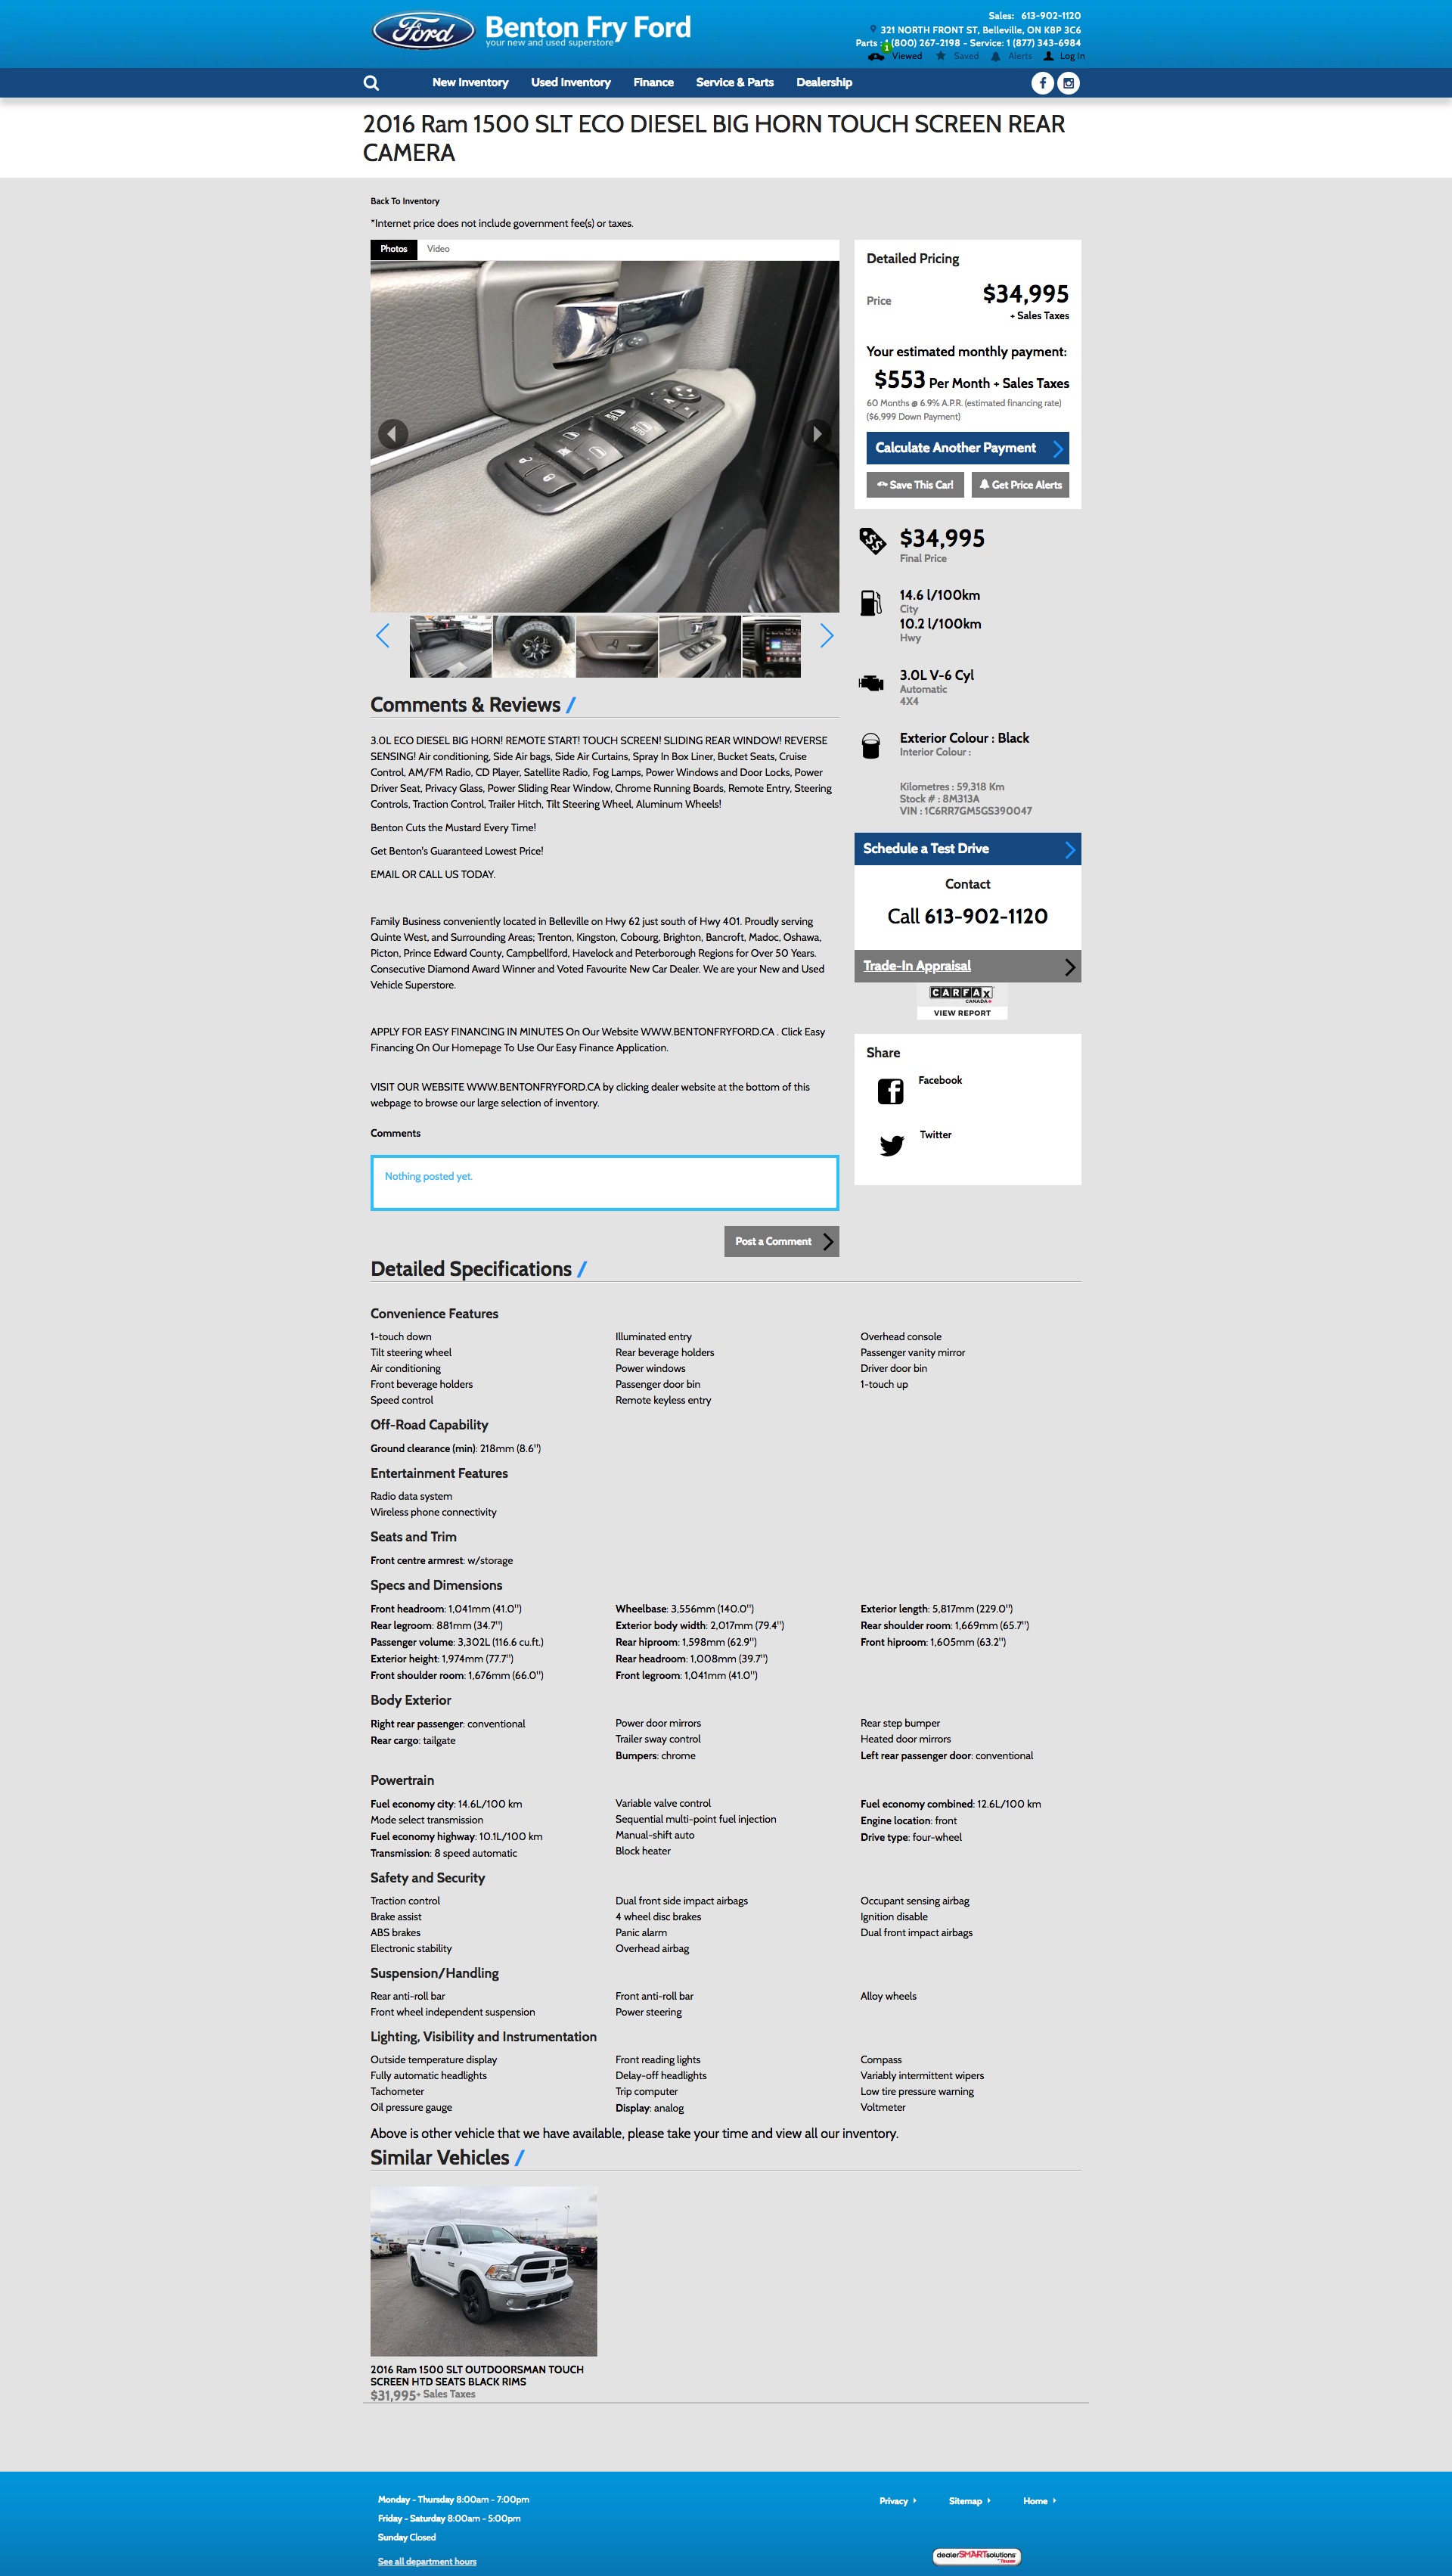 Ford
Benton Fry Ford
your new and used superstore
Sales: 613-902-1120
321 NORTH FRONT ST, Belleville, ON K8P 3C6
Parts : 1 (800) 267-2198 - Service: 1 (877) 343-6984
1
Viewed Saved Alerts Log In
New Inventory Used Inventory Finance Service & Parts Dealership
2016 Ram 1500 SLT ECO DIESEL BIG HORN TOUCH SCREEN REAR
CAMERA
Back To Inventory
*Internet price does not include government fee(s) or taxes.
Photos Video
AUTO
AUTO
Detailed Pricing
Price $34,995
+ Sales Taxes
Your estimated monthly payment:
$553 Per Month + Sales Taxes
60 Months @ 6.9% A.P.R. (estimated financing rate)
($6,999 Down Payment)
Calculate Another Payment
Save This Car! Get Price Alerts
$34,995
Final Price
14.6 l/100km
City
10.2 l/100km
Hwy
3.0L V-6 Cyl
Automatic
4X4
Exterior Colour : Black
Interior Colour :
Kilometres : 59,318 Km
Stock # : 8M313A
VIN : 1C6RR7GM5GS390047
Schedule a Test Drive
Contact
Call 613-902-1120
Trade-In Appraisal
CARFAX
CANADA
VIEW REPORT
Share
Facebook
Twitter
Comments & Reviews /
3.0L ECO DIESEL BIG HORN! REMOTE START! TOUCH SCREEN! SLIDING REAR WINDOW! REVERSE
SENSING! Air conditioning, Side Air bags, Side Air Curtains, Spray In Box Liner, Bucket Seats, Cruise
Control, AM/FM Radio, CD Player, Satellite Radio, Fog Lamps, Power Windows and Door Locks, Power
Driver Seat, Privacy Glass, Power Sliding Rear Window, Chrome Running Boards, Remote Entry, Steering
Controls, Traction Control, Trailer Hitch, Tilt Steering Wheel, Aluminum Wheels!
Benton Cuts the Mustard Every Time!
Get Benton's Guaranteed Lowest Price!
EMAIL OR CALL US TODAY.
Family Business conveniently located in Belleville on Hwy 62 just south of Hwy 401. Proudly serving
Quinte West, and Surrounding Areas; Trenton, Kingston, Cobourg, Brighton, Bancroft, Madoc, Oshawa,
Picton, Prince Edward County, Campbellford, Havelock and Peterborough Regions for Over 50 Years.
Consecutive Diamond Award Winner and Voted Favourite New Car Dealer. We are your New and Used
Vehicle Superstore.
APPLY FOR EASY FINANCING IN MINUTES On Our Website WWW.BENTONFRYFORD.CA . Click Easy
Financing On Our Homepage To Use Our Easy Finance Application.
VISIT OUR WEBSITE WWW.BENTONFRYFORD.CA by clicking dealer website at the bottom of this
webpage to browse our large selection of inventory.
Comments
Nothing posted yet.
Post a Comment
Detailed Specifications /
Convenience Features
1-touch down Illuminated entry Overhead console
Tilt steering wheel Rear beverage holders Passenger vanity mirror
Air conditioning Power windows Driver door bin
Front beverage holders Passenger door bin 1-touch up
Speed control Remote keyless entry
Off-Road Capability
Ground clearance (min): 218mm (8.6")
Entertainment Features
Radio data system
Wireless phone connectivity
Seats and Trim
Front centre armrest: w/storage
Specs and Dimensions
Front headroom: 1,041mm (41.0") Wheelbase: 3,556mm (140.0") Exterior length: 5,817mm (229.0")
Rear legroom: 881mm (34.7") Exterior body width: 2,017mm (79.4") Rear shoulder room: 1,669mm (65.7")
Passenger volume: 3,302L (116.6 cu.ft.) Rear hiproom: 1,598mm (62.9") Front hiproom: 1,605mm (63.2")
Exterior height: 1,974mm (77.7") Rear headroom: 1,008mm (39.7")
Front shoulder room: 1,676mm (66.0") Front legroom: 1,041mm (41.0")
Body Exterior
Right rear passenger: conventional Power door mirrors Rear step bumper
Rear cargo: tailgate Trailer sway control Heated door mirrors
Bumpers: chrome Left rear passenger door: conventional
Powertrain
Fuel economy city: 14.6L/100 km Variable valve control Fuel economy combined: 12.6L/100 km
Mode select transmission Sequential multi-point fuel injection Engine location: front
Fuel economy highway: 10.1L/100 km Manual-shift auto Drive type: four-wheel
Transmission: 8 speed automatic Block heater
Safety and Security
Traction control Dual front side impact airbags Occupant sensing airbag
Brake assist 4 wheel disc brakes Ignition disable
ABS brakes Panic alarm Dual front impact airbags
Electronic stability Overhead airbag
Suspension/Handling
Rear anti-roll bar Front anti-roll bar Alloy wheels
Front wheel independent suspension Power steering
Lighting, Visibility and Instrumentation
Outside temperature display Front reading lights Compass
Fully automatic headlights Delay-off headlights Variably intermittent wipers
Tachometer Trip computer Low tire pressure warning
Oil pressure gauge Display: analog Voltmeter
Above is other vehicle that we have available, please take your time and view all our inventory.
Similar Vehicles /
2016 Ram 1500 SLT OUTDOORSMAN TOUCH
SCREEN HTD SEATS BLACK RIMS
$31,995+ Sales Taxes
Monday - Thursday 8:00am - 7:00pm
Friday - Saturday 8:00am - 5:00pm
Sunday Closed
See all department hours
Privacy Sitemap Home
dealerSMARTsolutions